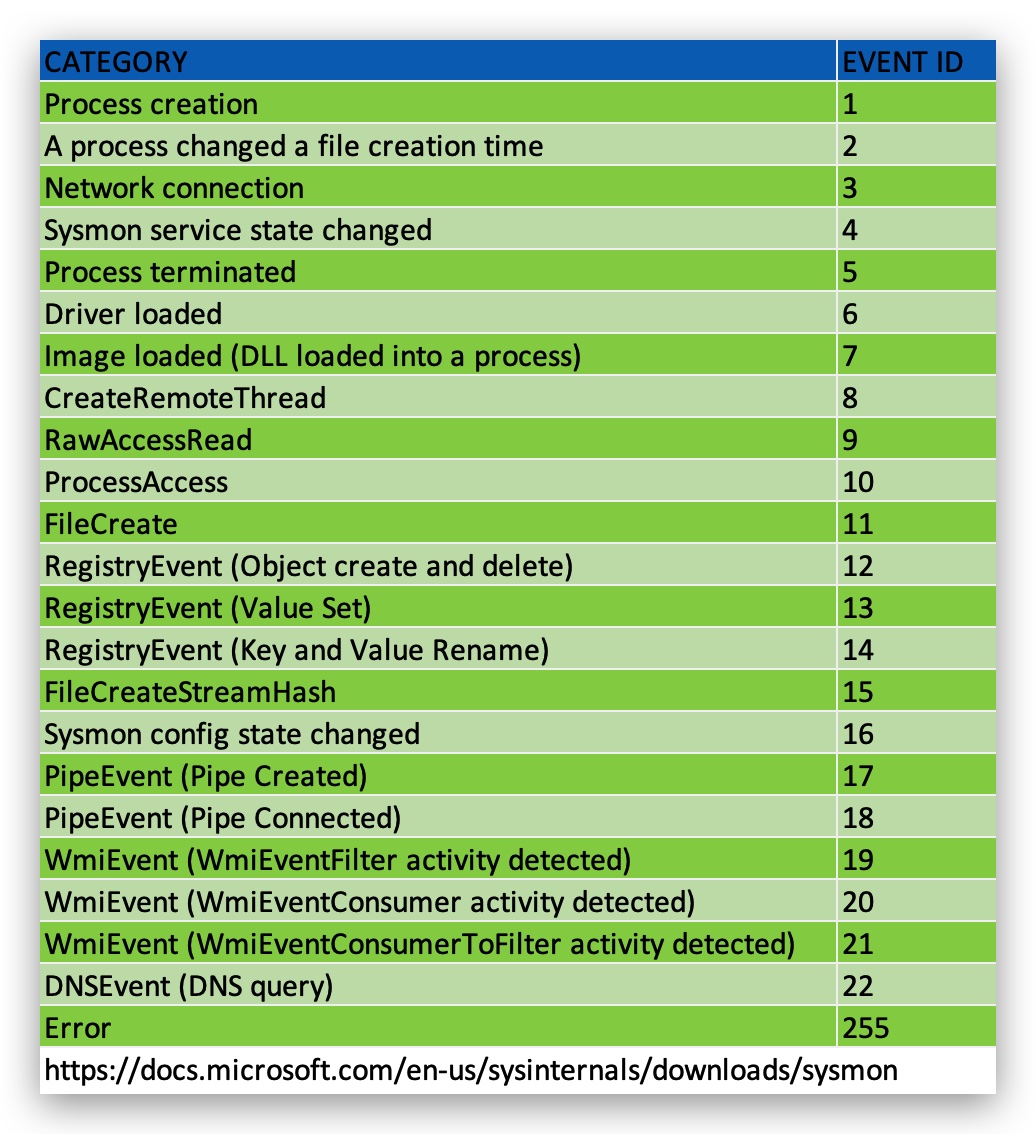 CATEGORY EVENT ID
Process creation 1
A process changed a file creation time 2
Network connection 3
Sysmon service state changed 4
Process terminated 5
Driver loaded 6
Image loaded (DLL loaded into a process) 7
CreateRemoteThread 8
RawAccessRead 9
ProcessAccess 10
FileCreate 11
RegistryEvent (Object create and delete) 12
RegistryEvent (Value Set) 13
RegistryEvent (Key and Value Rename) 14
FileCreateStreamHash 15
Sysmon config state changed 16
PipeEvent (Pipe Created) 17
PipeEvent (Pipe Connected) 18
WmiEvent (WmiEventFilter activity detected) 19
WmiEvent (WmiEventConsumer activity detected) 20
WmiEvent (WmiEventConsumerToFilter activity detected) 21
DNSEvent (DNS query) 22
Error 255
https://docs.microsoft.com/en-us/sysinternals/downloads/sysmon